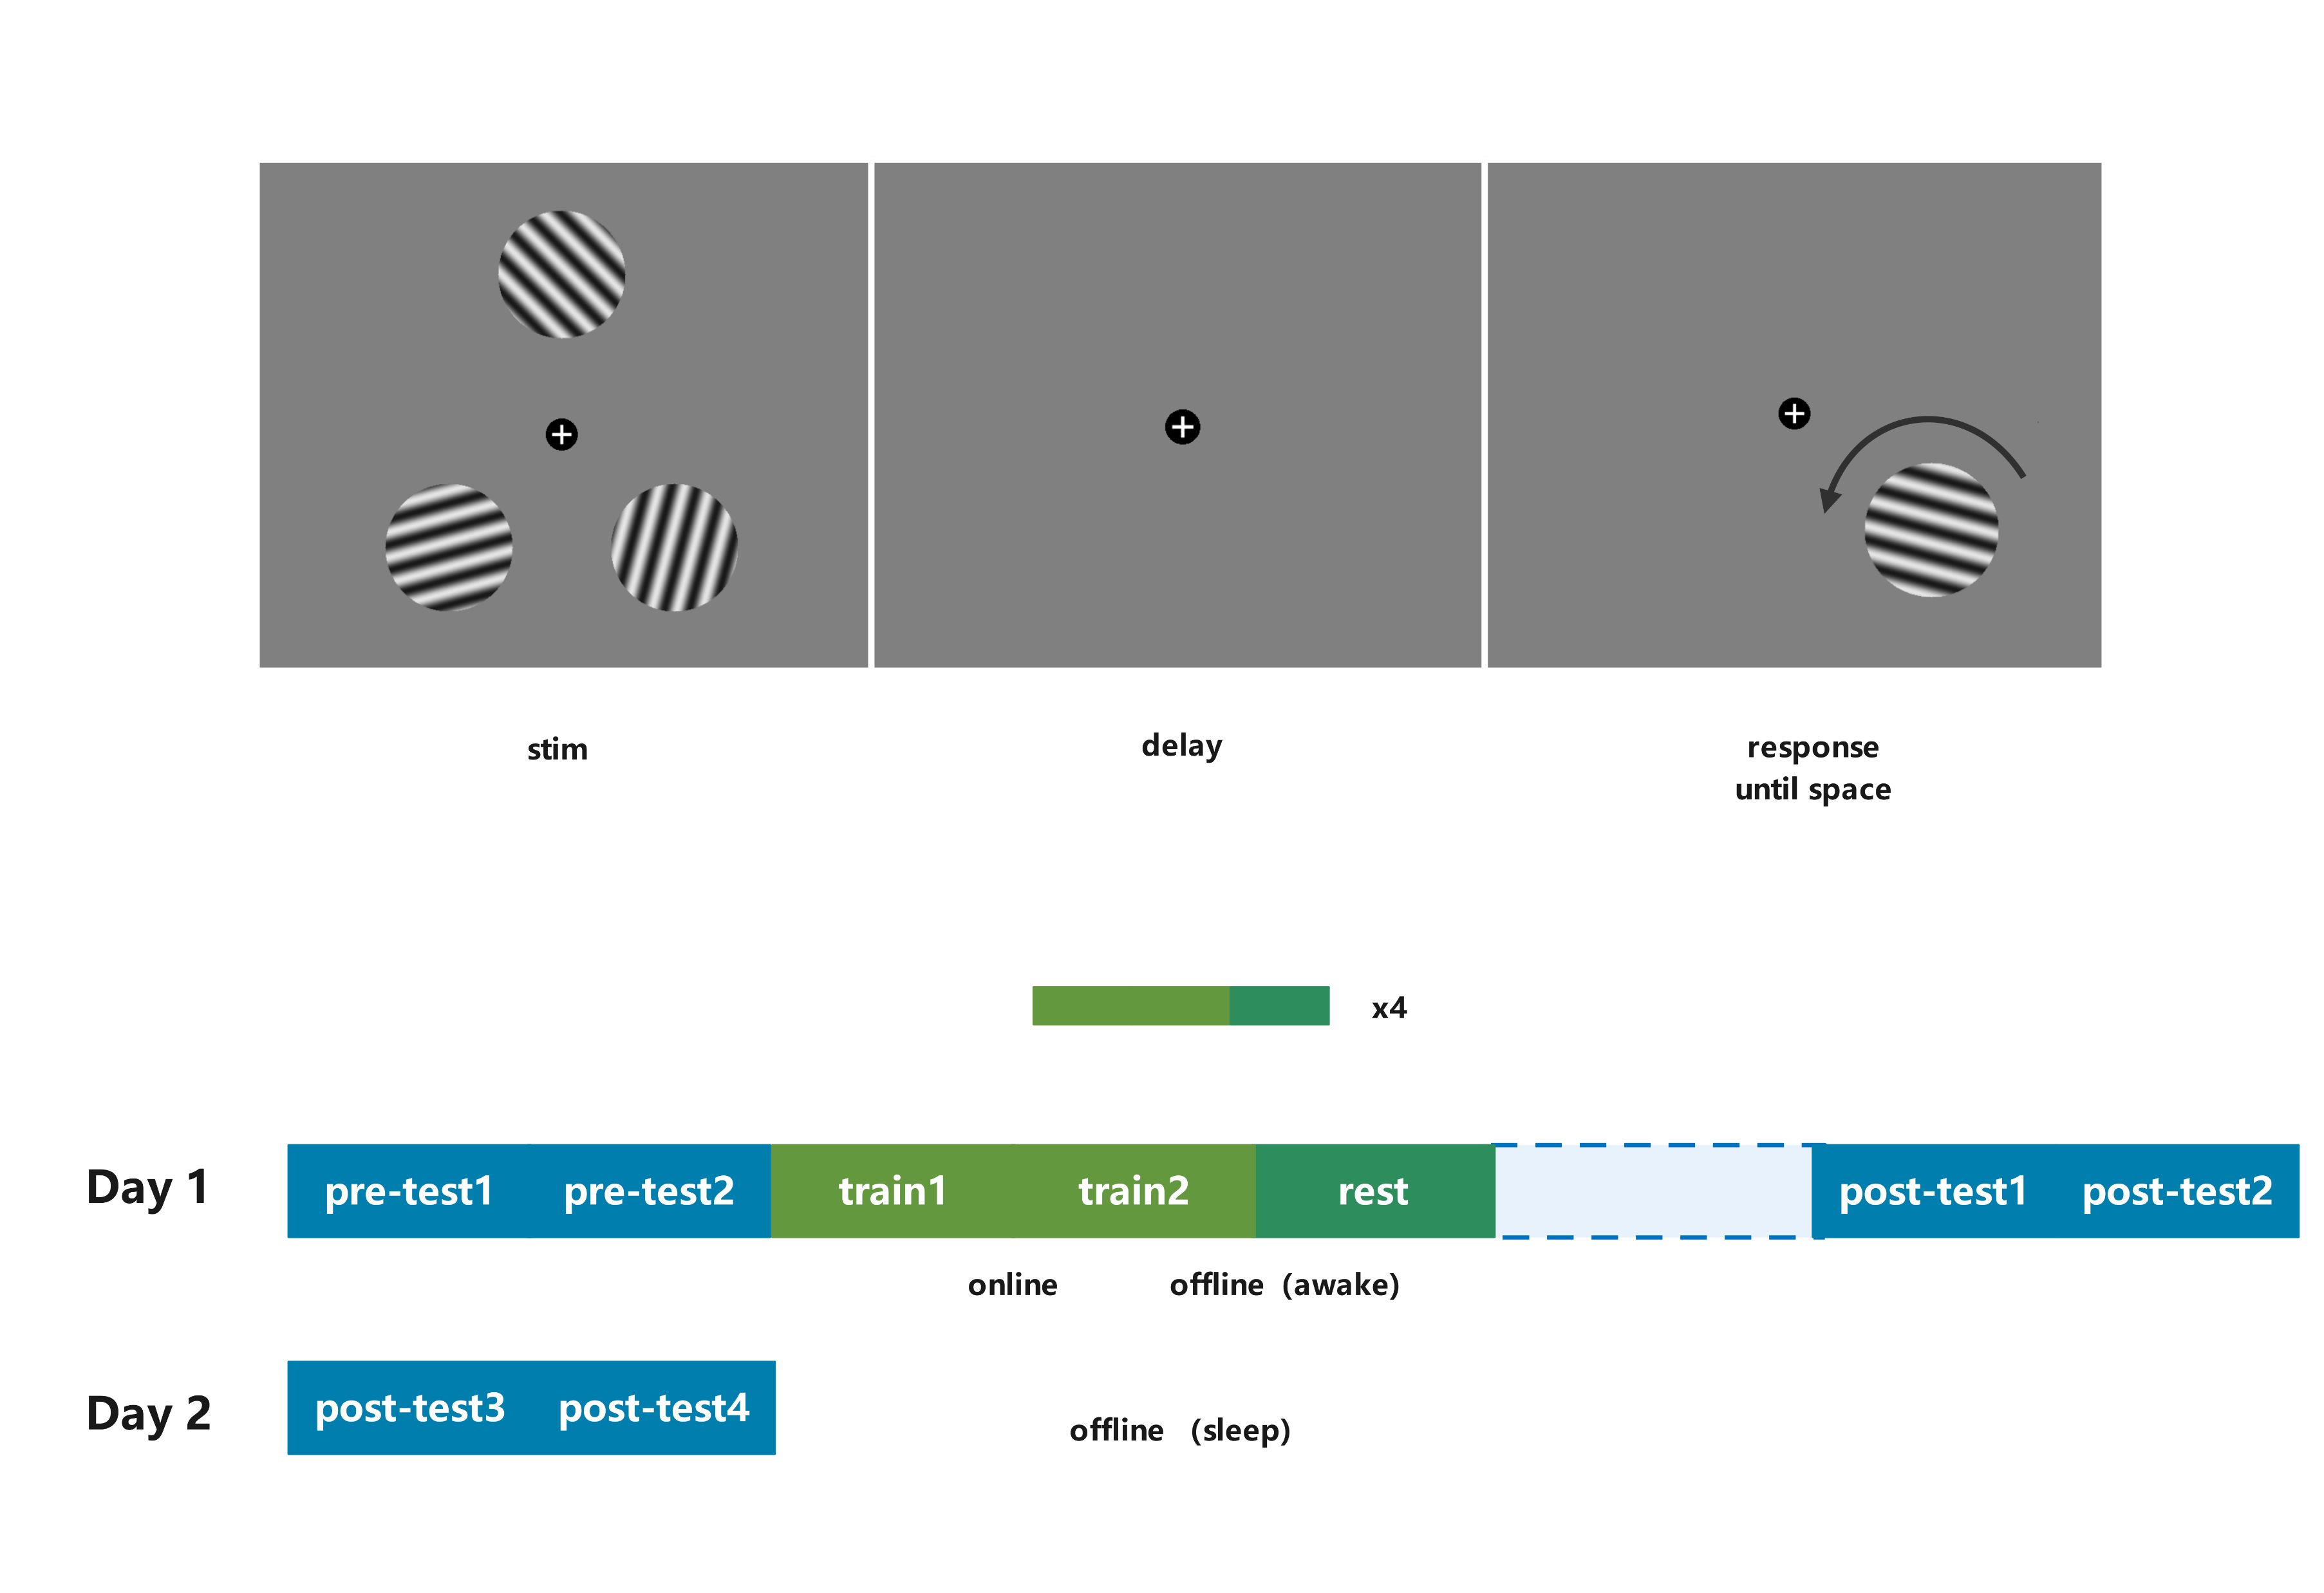 stim
delay
response
until space
x4
Day 1
pre-test1
pre-test2
train1
train2
rest
post-test1
post-test2
online
offline (awake)
Day 2
post-test3
post-test4
offline (sleep)